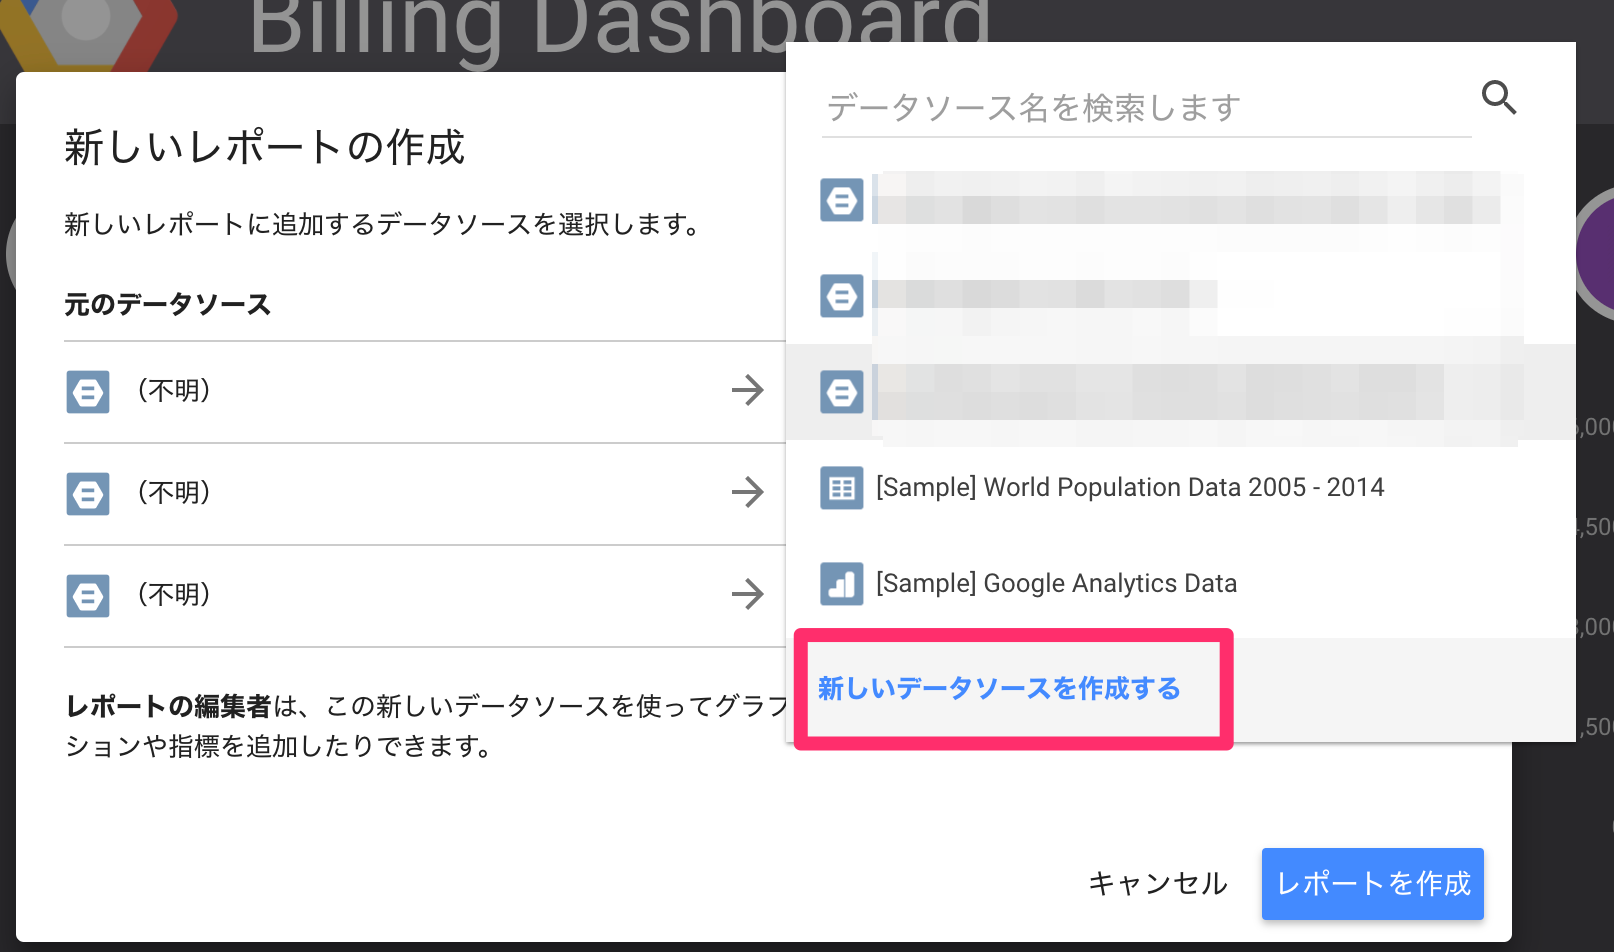 Billing Dashboard
新しいレポートの作成
新しいレポートに追加するデータソースを選択します。
元のデータソース
（不明）
（不明）
（不明）
レポートの編集者は、この新しいデータソースを使ってグラフ
ションや指標を追加したりできます。
データソース名を検索します
[Sample] World Population Data 2005 - 2014
[Sample] Google Analytics Data
新しいデータソースを作成する
キャンセル
レポートを作成